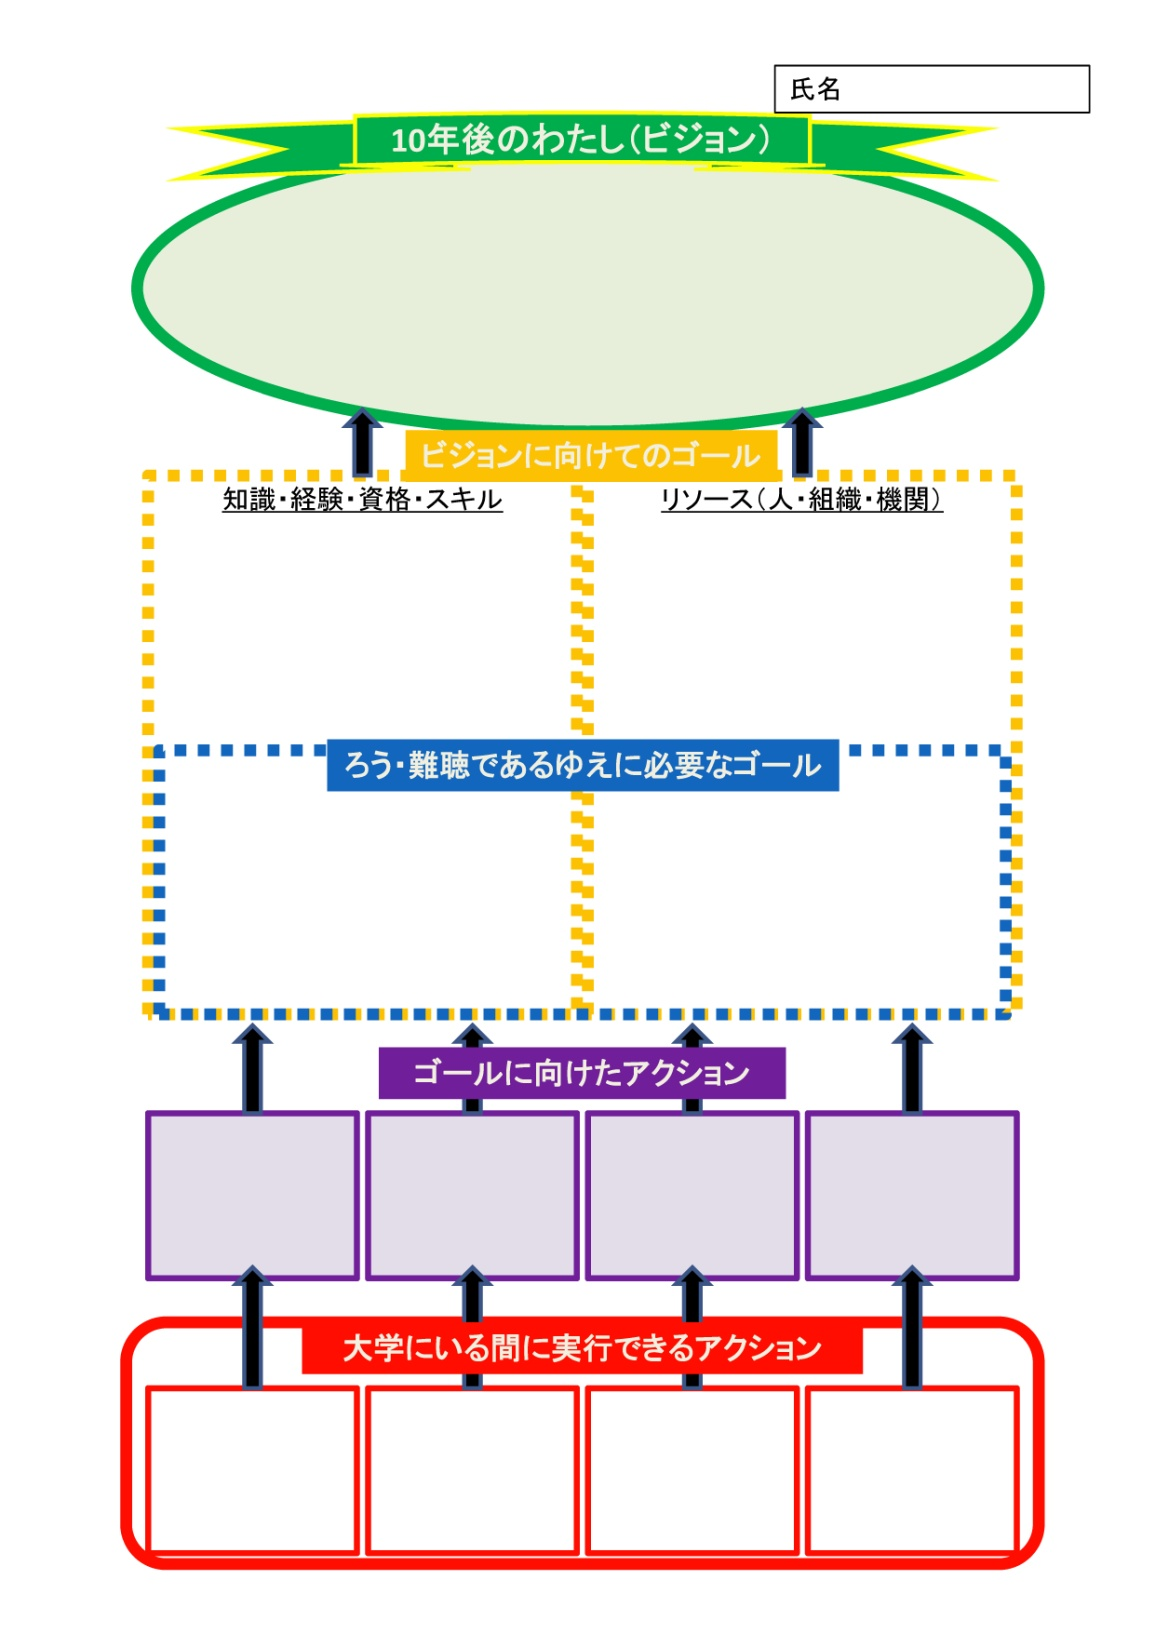 氏名
10年後のわたし（ビジョン）
ビジョンに向けてのゴール
知識・経験・資格・スキル
リソース（人・組織・機関）
ろう・難聴であるゆえに必要なゴール
ゴールに向けたアクション
大学にいる間に実行できるアクション